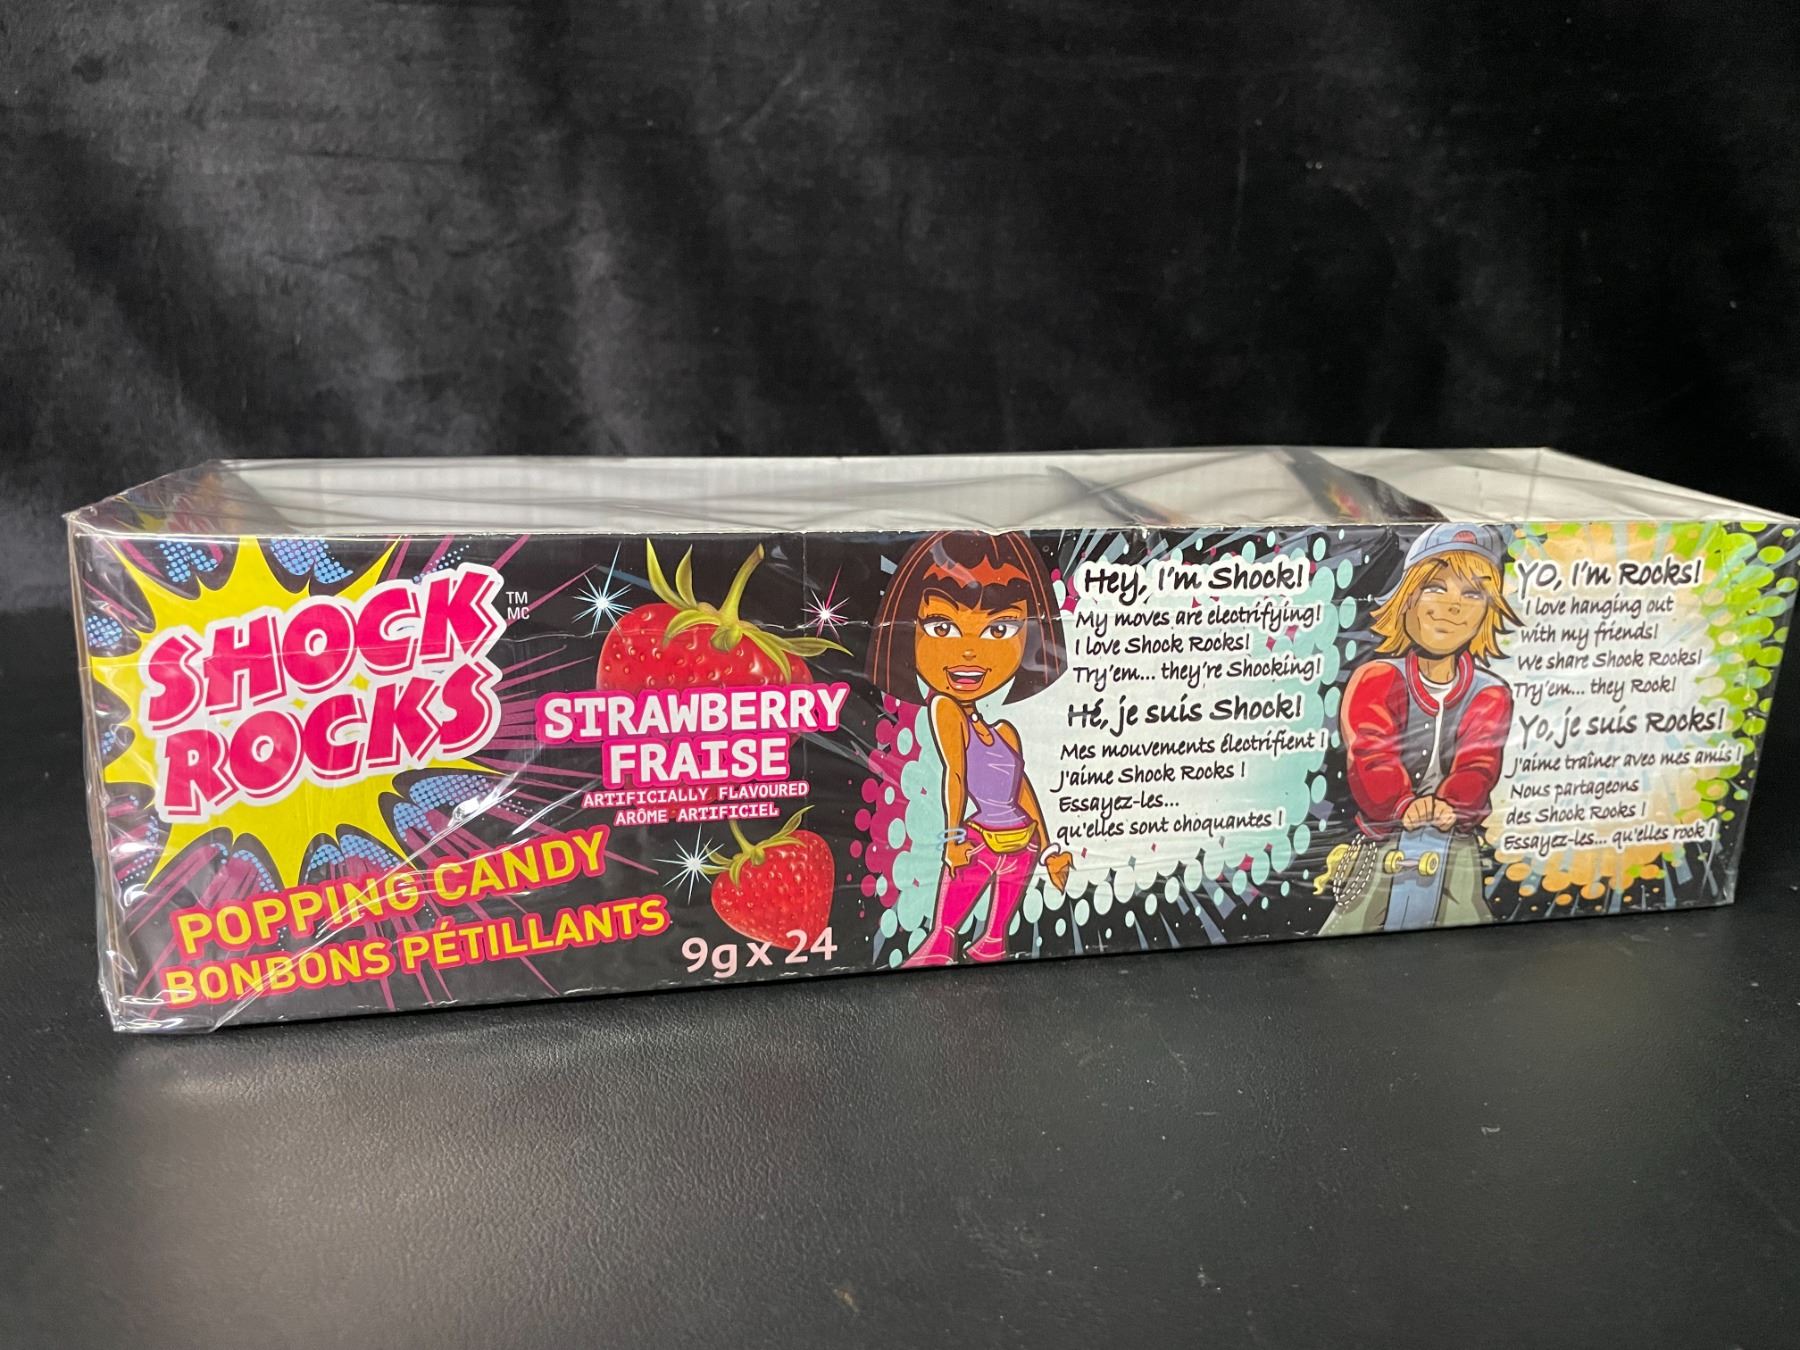 SHOCK
ROCKS
TM
MC
STRAWBERRY
FRAISE
ARTIFICIALLY FLAVOURED
ARÔME ARTIFICIEL
POPPING CANDY
BONBONS PÉTILLANTS
9g x 24
Hey, I'm Shock!
My moves are electrifying!
I love Shock Rocks!
Try'em... they're Shocking!
Hé, je suis Shock!
Mes mouvements électrifient !
J'aime Shock Rocks !
Essayez-les...
qu'elles sont choquantes !
YO, I'm Rocks!
I love hanging out
with my friends!
We share Shock Rocks!
Try'em... they Rock!
Yo, je suis Rocks!
J'aime traîner avec mes amis !
Nous partageons
des Shock Rocks !
Essayez-les... qu'elles rock !